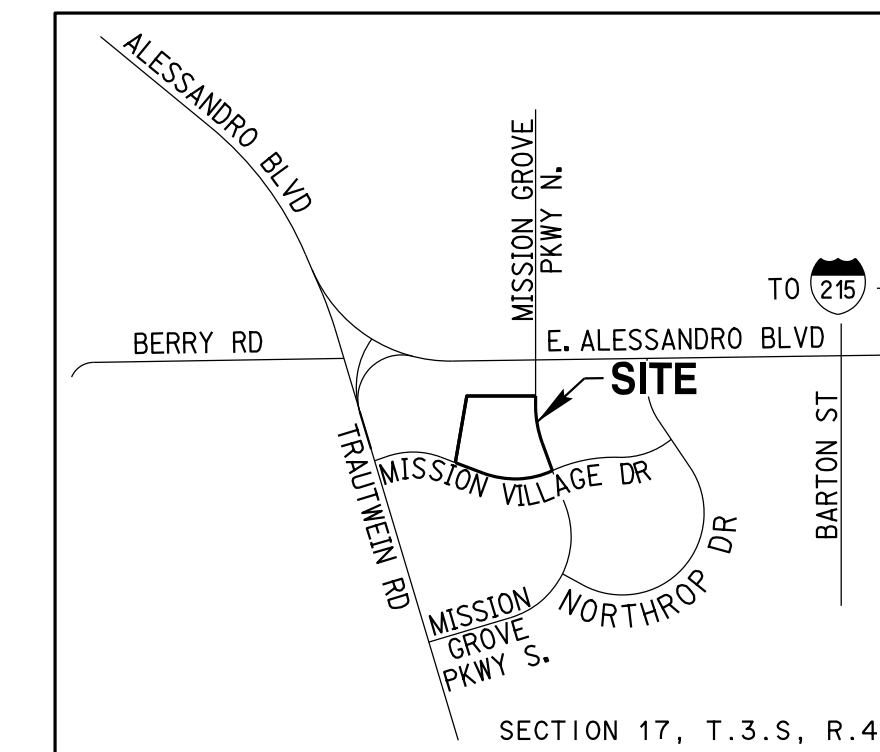 ALESSANDRO BLVD
MISSION GROVE
PKWY N.
TO 215
BERRY RD
E. ALESSANDRO BLVD
SITE
BARTON ST
TRAUTWEIN RD
MISSION VILLAGE DR
NORTHROP DR
MISSION
GROVE
PKWY S.
SECTION 17, T.3.S, R.4